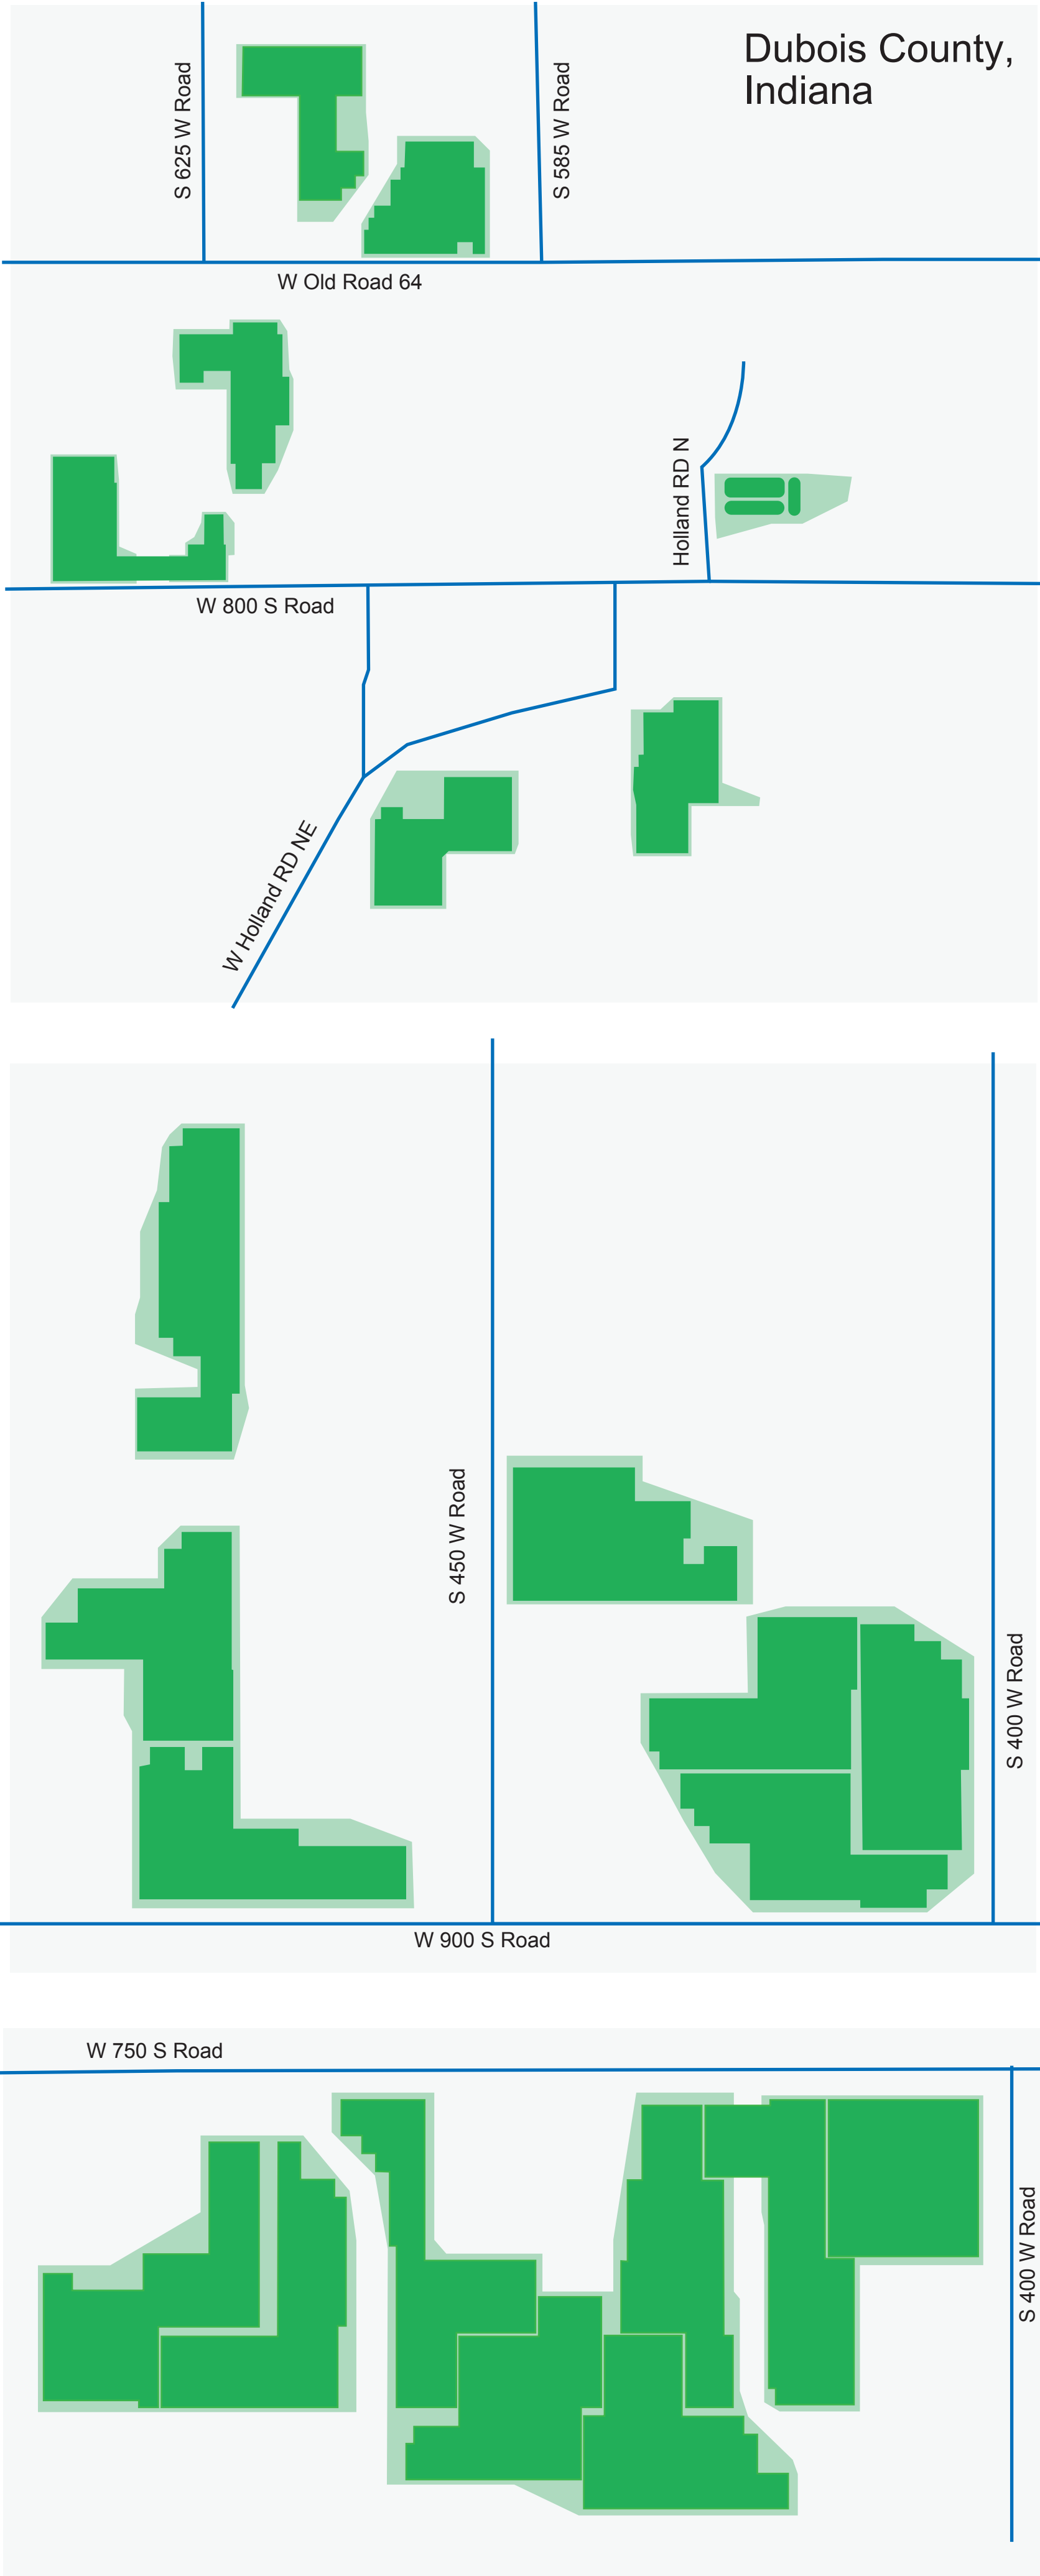 Dubois County,
Indiana
S 625 W Road
S 585 W Road
W Old Road 64
Holland RD N
W 800 S Road
W Holland RD NE
S 450 W Road
S 400 W Road
W 900 S Road
W 750 S Road
S 400 W Road